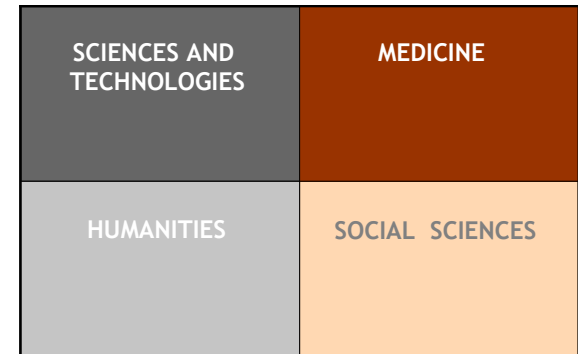 SCIENCES AND
TECHNOLOGIES
MEDICINE
HUMANITIES
SOCIAL SCIENCES